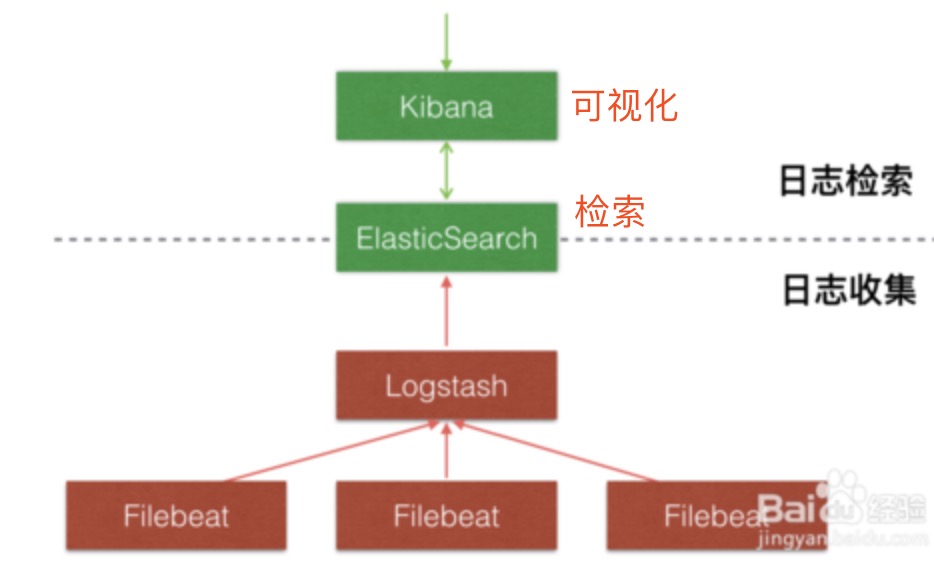 Kibana
可视化
日志检索
检索
ElasticSearch
日志收集
Logstash
Filebeat
Filebeat
Filebeat
Baidu 经验
jingyan.baidu.com